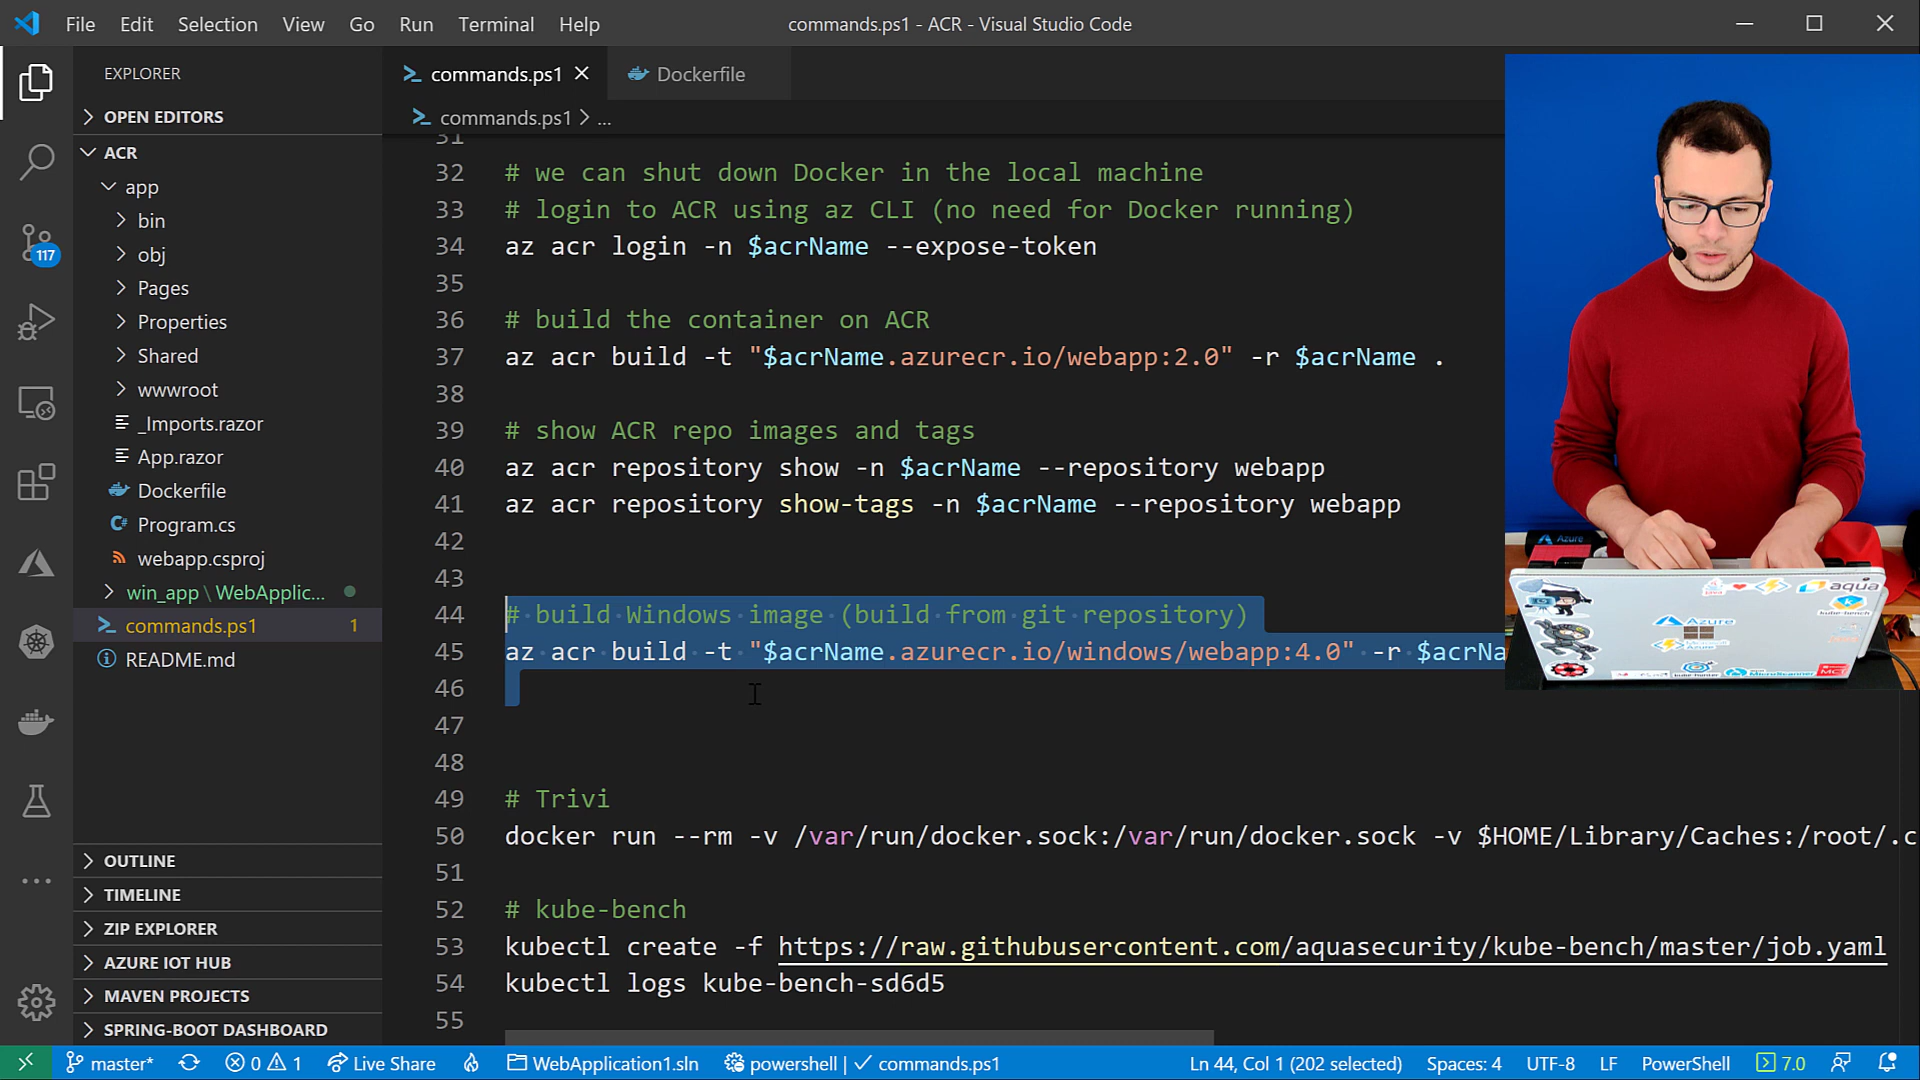 File Edit Selection View Go Run Terminal Help
commands.ps1 - ACR - Visual Studio Code
EXPLORER
OPEN EDITORS
ACR
app
bin
obj
Pages
Properties
Shared
wwwroot
_Imports.razor
App.razor
Dockerfile
Program.cs
webapp.csproj
win_app\WebApplic...
commands.ps1 1
README.md
OUTLINE
TIMELINE
ZIP EXPLORER
AZURE IOT HUB
MAVEN PROJECTS
SPRING-BOOT DASHBOARD
117
commands.ps1 Dockerfile
commands.ps1 > ...
31
32 # we can shut down Docker in the local machine
33 # login to ACR using az CLI (no need for Docker running)
34 az acr login -n $acrName --expose-token
35
36 # build the container on ACR
37 az acr build -t "$acrName.azurecr.io/webapp:2.0" -r $acrName .
38
39 # show ACR repo images and tags
40 az acr repository show -n $acrName --repository webapp
41 az acr repository show-tags -n $acrName --repository webapp
42
43
44 # build Windows image (build from git repository)
45 az acr build -t "$acrName.azurecr.io/windows/webapp:4.0" -r $acrNa
46
47
48
49 # Trivi
50 docker run --rm -v /var/run/docker.sock:/var/run/docker.sock -v $HOME/Library/Caches:/root/.c
51
52 # kube-bench
53 kubectl create -f https://raw.githubusercontent.com/aquasecurity/kube-bench/master/job.yaml
54 kubectl logs kube-bench-sd6d5
55
Azure
aqua
Azure
master* 0 1 Live Share WebApplication1.sln powershell | commands.ps1 Ln 44, Col 1 (202 selected) Spaces: 4 UTF-8 LF PowerShell 7.0